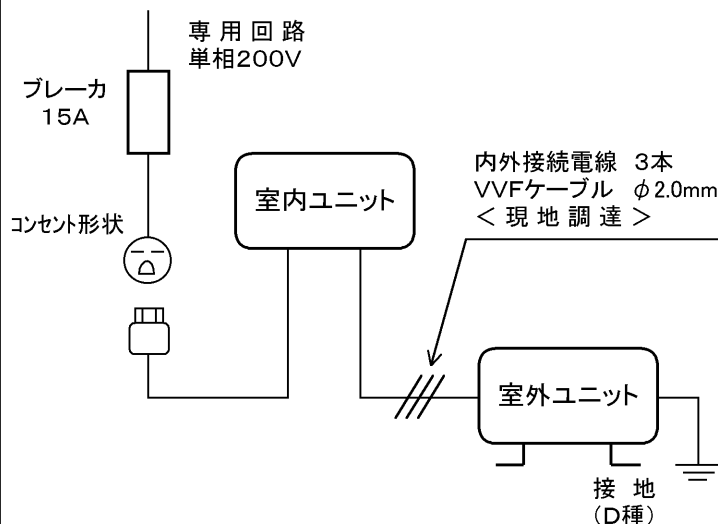 専用回路
単相200V
ブレーカ
15A
コンセント形状
室内ユニット
内外接続電線 3本
VVFケーブル φ2.0mm
<現地調達>
室外ユニット
接地
(D種)